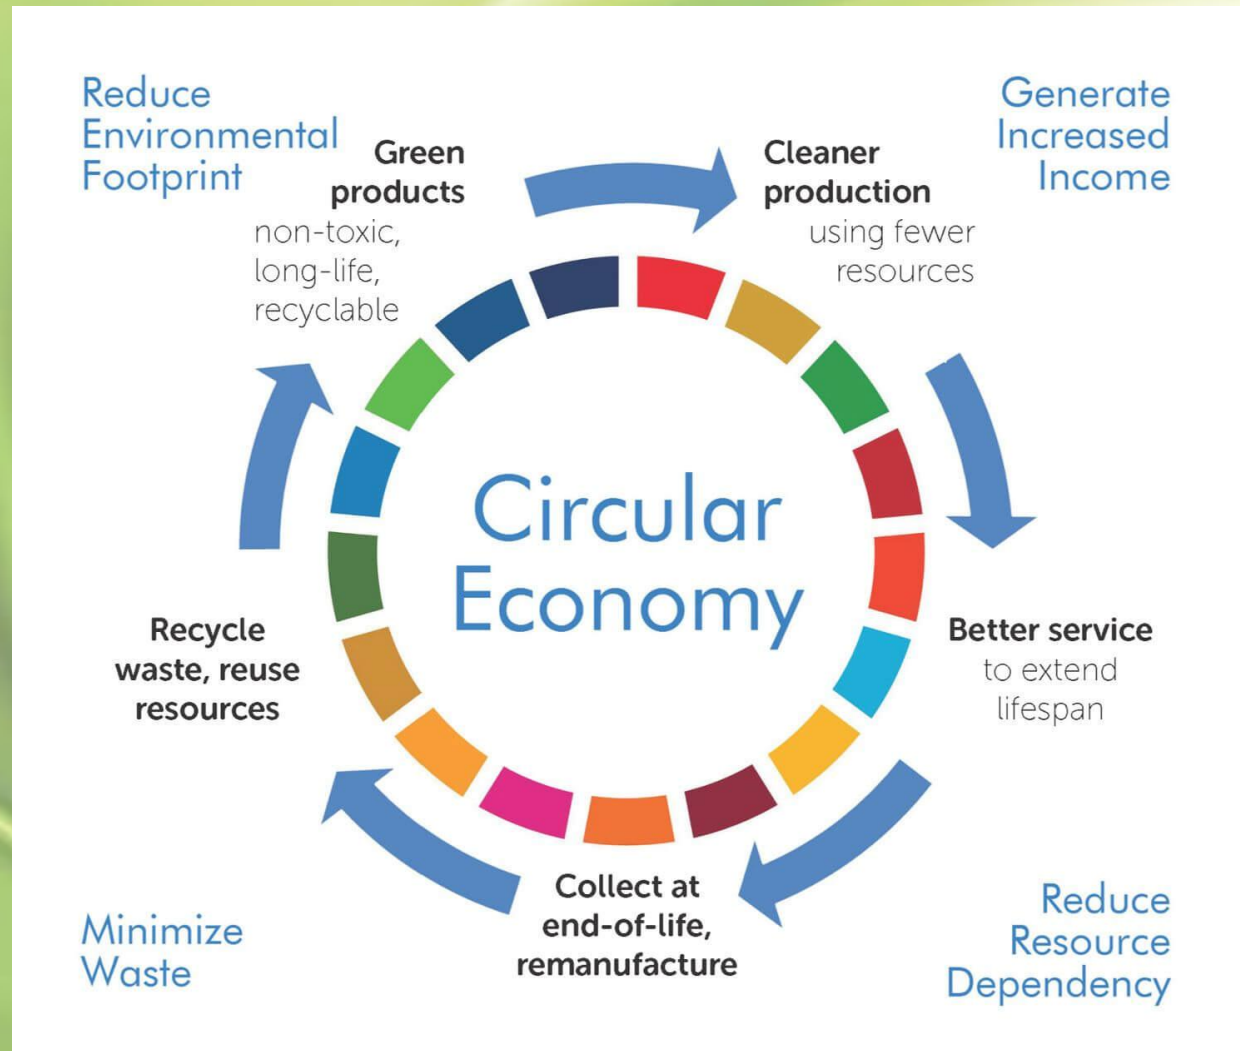 Reduce
Environmental
Footprint
Green
products
non-toxic,
long-life,
recyclable
Cleaner
production
using fewer
resources
Generate
Increased
Income
Circular
Economy
Recycle
waste, reuse
resources
Better service
to extend
lifespan
Collect at
end-of-life,
remanufacture
Minimize
Waste
Reduce
Resource
Dependency